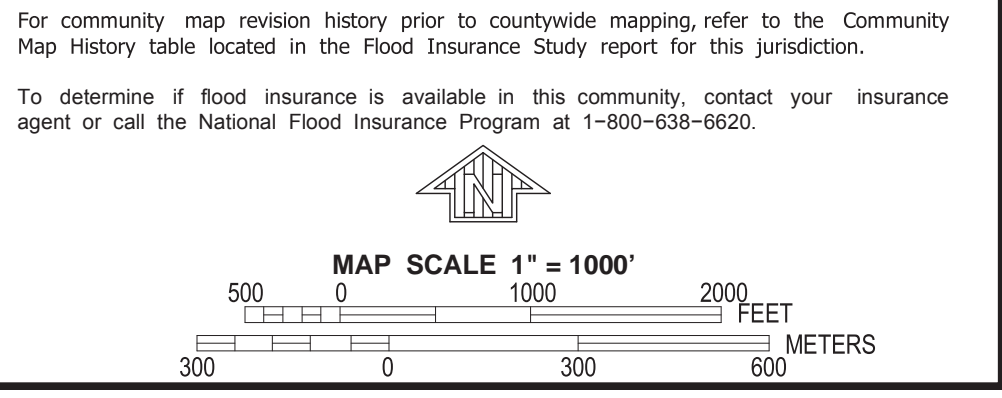 For community map revision history prior to countywide mapping, refer to the Community
Map History table located in the Flood Insurance Study report for this jurisdiction.
To determine if flood insurance is available in this community, contact your insurance
agent or call the National Flood Insurance Program at 1−800−638−6620.
N
MAP SCALE 1" = 1000’
500 0 1000 2000
FEET
METERS
300 0 300 600